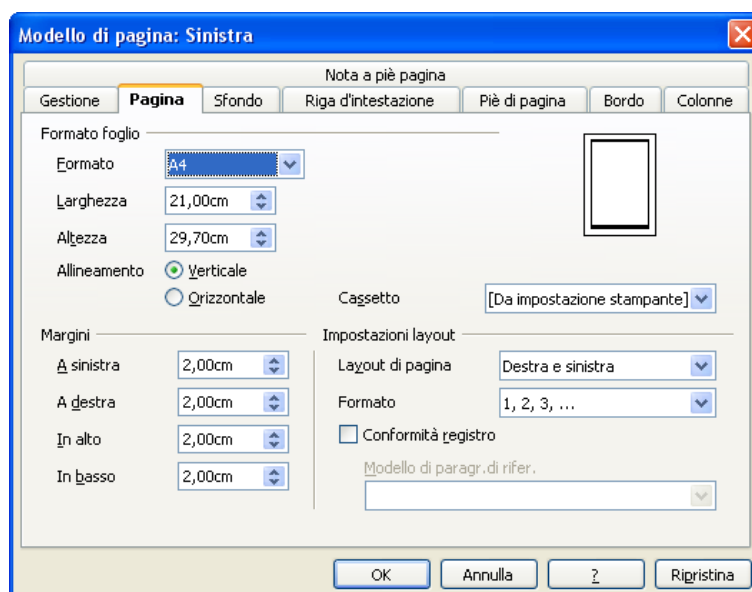 Modello di pagina: Sinistra
Nota a piè pagina
Gestione Pagina Sfondo Riga d'intestazione Piè di pagina Bordo Colonne
Formato foglio
Formato A4
Larghezza 21,00cm
Altezza 29,70cm
Allineamento Verticale
Orizzontale Cassetto [Da impostazione stampante]
Margini Impostazioni layout
A sinistra 2,00cm Layout di pagina Destra e sinistra
A destra 2,00cm Formato 1, 2, 3, ...
In alto 2,00cm Conformità registro
In basso 2,00cm Modello di paragr.di rifer.
OK Annulla ? Ripristina